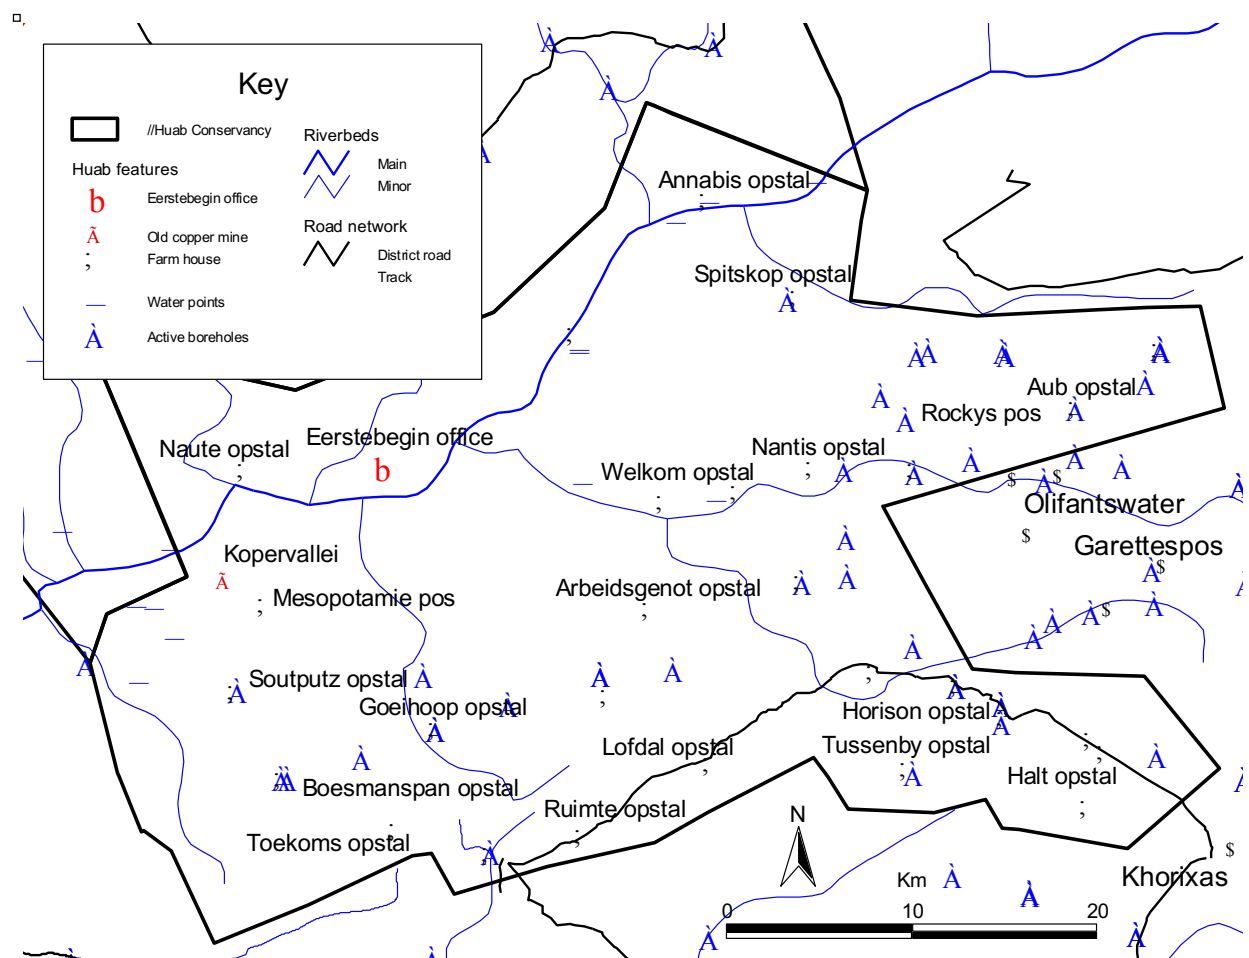 Key
//Huab Conservancy
Huab features
b Eerstebegin office
Ã Old copper mine
; Farm house
Water points
À Active boreholes
Riverbeds
Main
Minor
Road network
District road
Track
Annabis opstal
Spitskop opstal
Aub opstal
Rockys pos
Eerstebegin office
b
Naute opstal
Nantis opstal
Welkom opstal
Olifantswater
Garettespos
Kopervallei
Ã
Mesopotamie pos
Arbeidsgenot opstal
Soutputz opstal
Goeihoop opstal
Horison opstal
Lofdal opstal
Tussenby opstal
Halt opstal
Boesmanspan opstal
Ruimte opstal
Toekoms opstal
N
Khorixas
Km
0 10 20